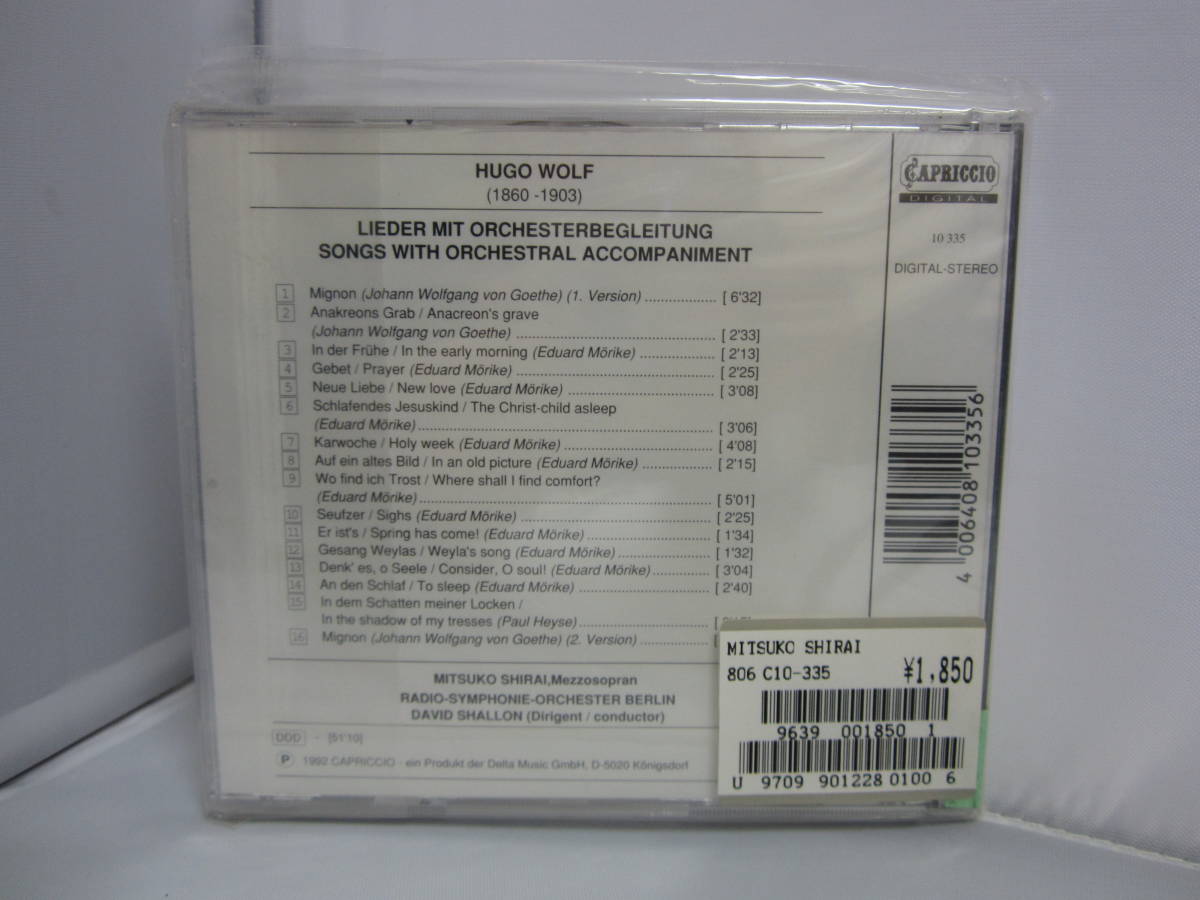 HUGO WOLF
(1860 -1903)
LIEDER MIT ORCHESTERBEGLEITUNG
SONGS WITH ORCHESTRAL ACCOMPANIMENT
1 Mignon (Johann Wolfgang von Goethe) (1. Version) .................. [ 6'32]
2 Anakreons Grab / Anacreon's grave
(Johann Wolfgang von Goethe) .................. [ 2'33]
3 In der Frühe / In the early morning (Eduard Mörike) .................. [ 2'13]
4 Gebet / Prayer (Eduard Mörike) .................. [ 2'25]
5 Neue Liebe / New love (Eduard Mörike) .................. [ 3'08]
6 Schlafendes Jesuskind / The Christ-child asleep
(Eduard Mörike) .................. [ 3'06]
7 Karwoche / Holy week (Eduard Mörike) .................. [ 4'08]
8 Auf ein altes Bild / In an old picture (Eduard Mörike) .................. [ 2'15]
9 Wo find ich Trost / Where shall I find comfort?
(Eduard Mörike) .................. [ 5'01]
10 Seufzer / Sighs (Eduard Mörike) .................. [ 2'25]
11 Er ist's / Spring has come! (Eduard Mörike) .................. [ 1'34]
12 Gesang Weylas / Weyla's song (Eduard Mörike) .................. [ 1'32]
13 Denk' es, o Seele / Consider, O soul! (Eduard Mörike) .................. [ 3'04]
14 An den Schlaf / To sleep (Eduard Mörike) .................. [ 2'40]
15 In dem Schatten meiner Locken /
In the shadow of my tresses (Paul Heyse) ..................
16 Mignon (Johann Wolfgang von Goethe) (2. Version) ..................
MITSUKO SHIRAI, Mezzosopran
RADIO-SYMPHONIE-ORCHESTER BERLIN
DAVID SHALLON (Dirigent / conductor)
DDD - [51'10]
P 1992 CAPRICCIO - ein Produkt der Delta Music GmbH, D-5020 Königsdorf
CAPRICCIO
DIGITAL
10 335
DIGITAL-STEREO
4 006408 103356
MITSUKO SHIRAI
806 C10-335 ¥1,850
9639 001850 1
U 9709 901228 0100 6